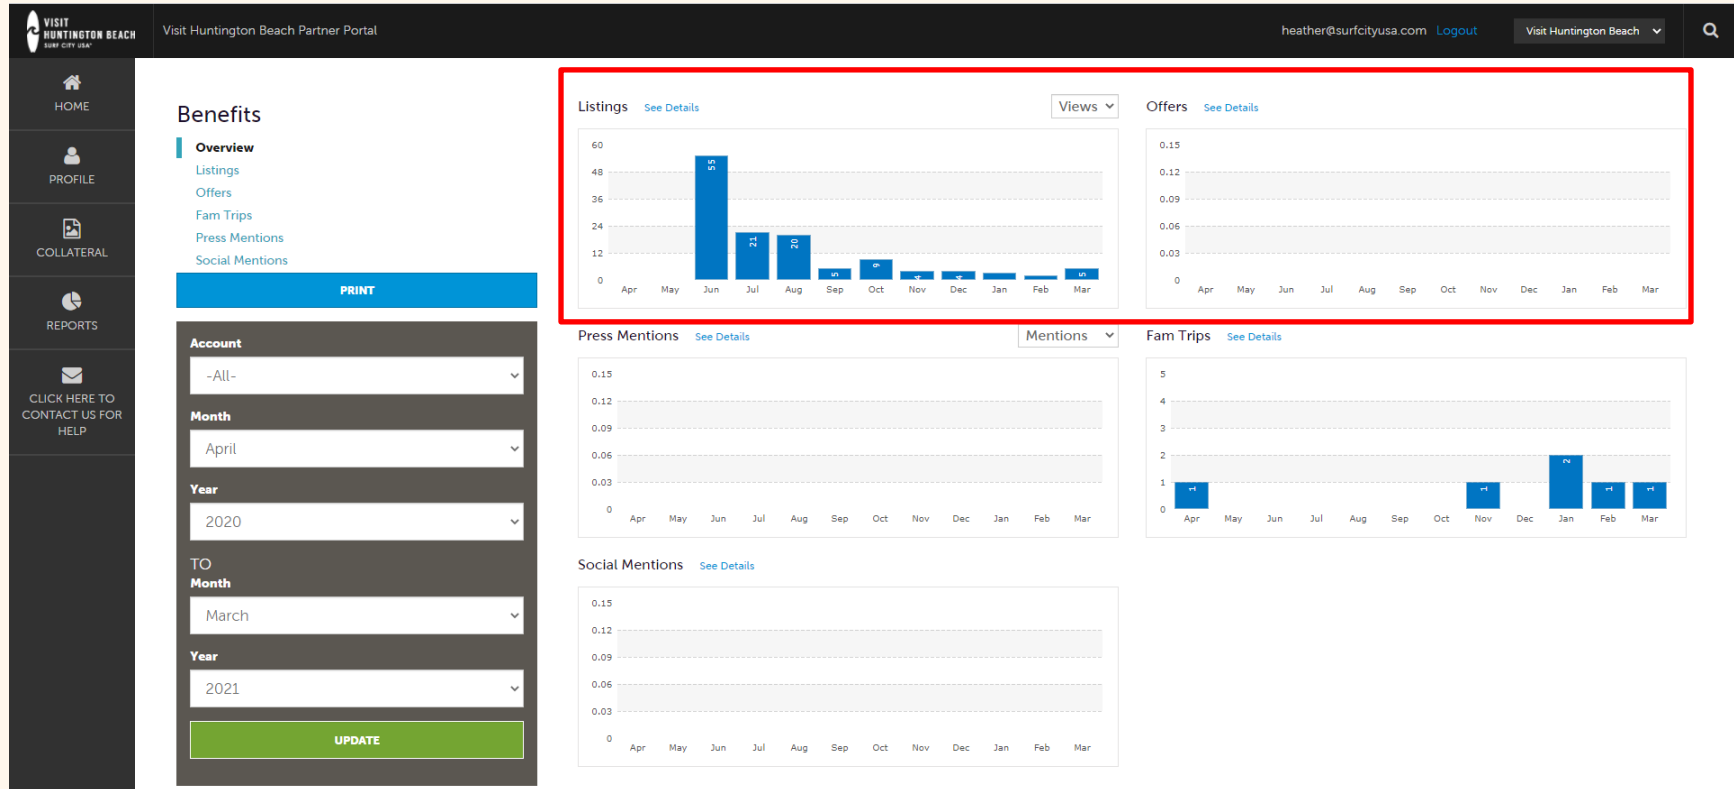 VISIT
HUNTINGTON BEACH
SURF CITY USA®
Visit Huntington Beach Partner Portal
heather@surfcityusa.com Logout
Visit Huntington Beach
HOME
PROFILE
COLLATERAL
REPORTS
CLICK HERE TO
CONTACT US FOR
HELP
Benefits
Overview
Listings
Offers
Fam Trips
Press Mentions
Social Mentions
PRINT
Account
-All-
Month
April
Year
2020
TO
Month
March
Year
2021
UPDATE
Listings See Details Views
60
48
36
24
12
0
55 21 20 5 9 4 4 5
Apr May Jun Jul Aug Sep Oct Nov Dec Jan Feb Mar
Offers See Details
0.15
0.12
0.09
0.06
0.03
0
Apr May Jun Jul Aug Sep Oct Nov Dec Jan Feb Mar
Press Mentions See Details Mentions
0.15
0.12
0.09
0.06
0.03
0
Apr May Jun Jul Aug Sep Oct Nov Dec Jan Feb Mar
Fam Trips See Details
5
4
3
2
1
0
1 1 2 1 1
Apr May Jun Jul Aug Sep Oct Nov Dec Jan Feb Mar
Social Mentions See Details
0.15
0.12
0.09
0.06
0.03
0
Apr May Jun Jul Aug Sep Oct Nov Dec Jan Feb Mar